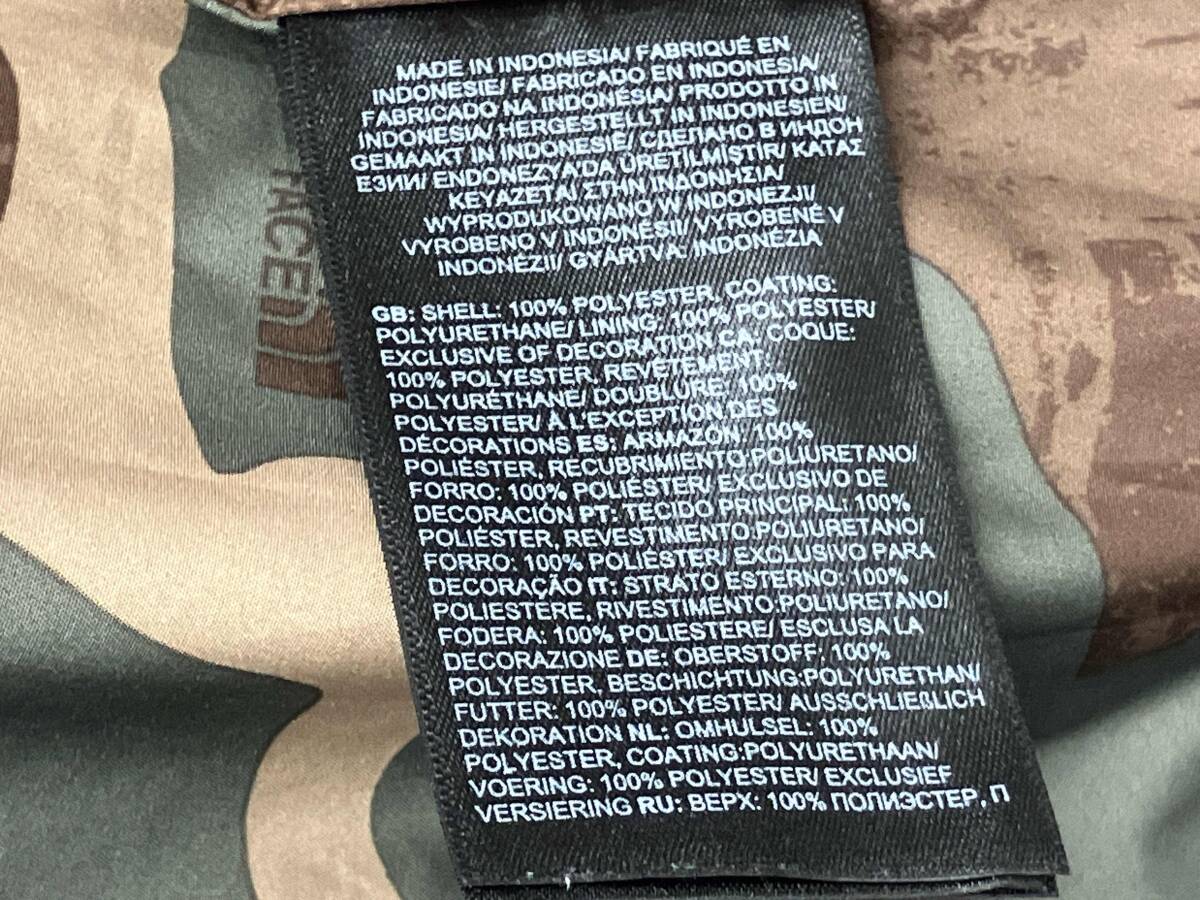 MADE IN INDONESIA/ FABRIQUÉ EN
INDONESIE/ FABRICADO EN INDONESIA/
FABRICADO NA INDONÉSIA/ PRODOTTO IN
INDONESIA/ HERGESTELLT IN INDONESIEN/
GEMAAKT IN INDONESIË/ СДЕЛАНО В ИНДОН
ЕЗИИ/ ENDONEZYA'DA ÜRETİLMİŞTİR/ ΚΑΤΑΣ
ΚΕΥΑΖΕΤΑΙ ΣΤΗΝ ΙΝΔΟΝΗΣΙΑ/
WYPRODUKOWANO W INDONEZJI/
VYROBENO V INDONÉSII/ VYROBENÉ V
INDONÉZII/ GYÁRTVA: INDONÉZIA
GB: SHELL: 100% POLYESTER, COATING:
POLYURETHANE/ LINING: 100% POLYESTER/
EXCLUSIVE OF DECORATION CA: COQUE:
100% POLYESTER, REVÊTEMENT:
POLYURÉTHANE/ DOUBLURE: 100%
POLYESTER/ À L'EXCEPTION DES
DÉCORATIONS ES: ARMAZÓN: 100%
POLIÉSTER, RECUBRIMIENTO:POLIURETANO/
FORRO: 100% POLIÉSTER/ EXCLUSIVO DE
DECORACIÓN PT: TECIDO PRINCIPAL: 100%
POLIÉSTER, REVESTIMENTO:POLIURETANO/
FORRO: 100% POLIÉSTER/ EXCLUSIVO PARA
DECORAÇÃO IT: STRATO ESTERNO: 100%
POLIESTERE, RIVESTIMENTO:POLIURETANO/
FODERA: 100% POLIESTERE/ ESCLUSA LA
DECORAZIONE DE: OBERSTOFF: 100%
POLYESTER, BESCHICHTUNG:POLYURETHAN/
FUTTER: 100% POLYESTER/ AUSSCHLIEßLICH
DEKORATION NL: OMHULSEL: 100%
POLYESTER, COATING:POLYURETHAAN/
VOERING: 100% POLYESTER/ EXCLUSIEF
VERSIERING RU: ВЕРХ: 100% ПОЛИЭСТЕР, П